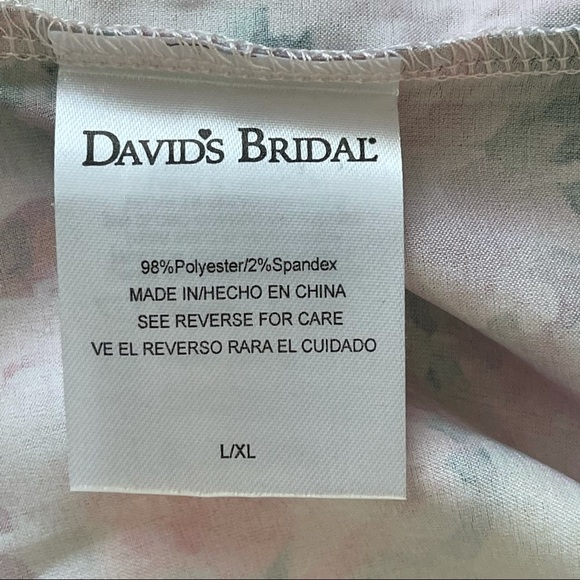 DAVID'S BRIDAL
98%Polyester/2%Spandex
MADE IN/HECHO EN CHINA
SEE REVERSE FOR CARE
VE EL REVERSO RARA EL CUIDADO
L/XL